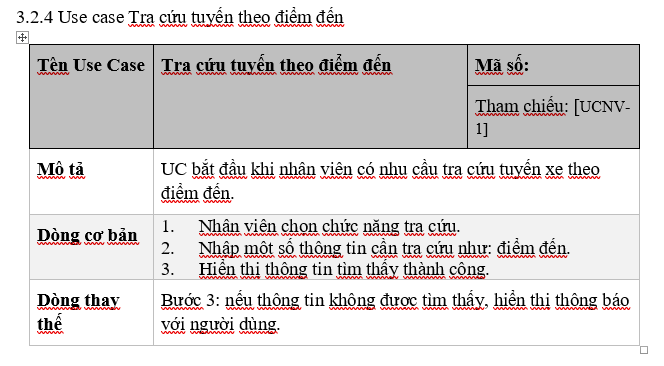 3.2.4 Use case Tra cứu tuyến theo điểm đến
Tên Use Case
Tra cứu tuyến theo điểm đến
Mã số:
Tham chiếu: [UCNV-
1]
Mô tả
UC bắt đầu khi nhân viên có nhu cầu tra cứu tuyến xe theo
điểm đến.
Dòng cơ bản
1. Nhân viên chọn chức năng tra cứu.
2. Nhập một số thông tin cần tra cứu như: điểm đến.
3. Hiển thị thông tin tìm thấy thành công.
Dòng thay
thế
Bước 3: nếu thông tin không được tìm thấy, hiển thị thông báo
với người dùng.